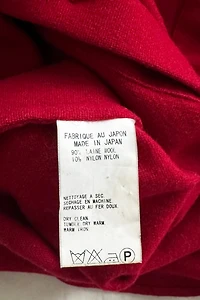 FABRIQUE AU JAPON
MADE IN JAPAN
90% LAINE WOOL
10% NYLON NYLON
NETTOYAGE A SEC
SECHAGE EN MACHINE
REPASSER AU FER DOUX
DRY CLEAN
TUMBLE DRY WARM
WARM IRON
P